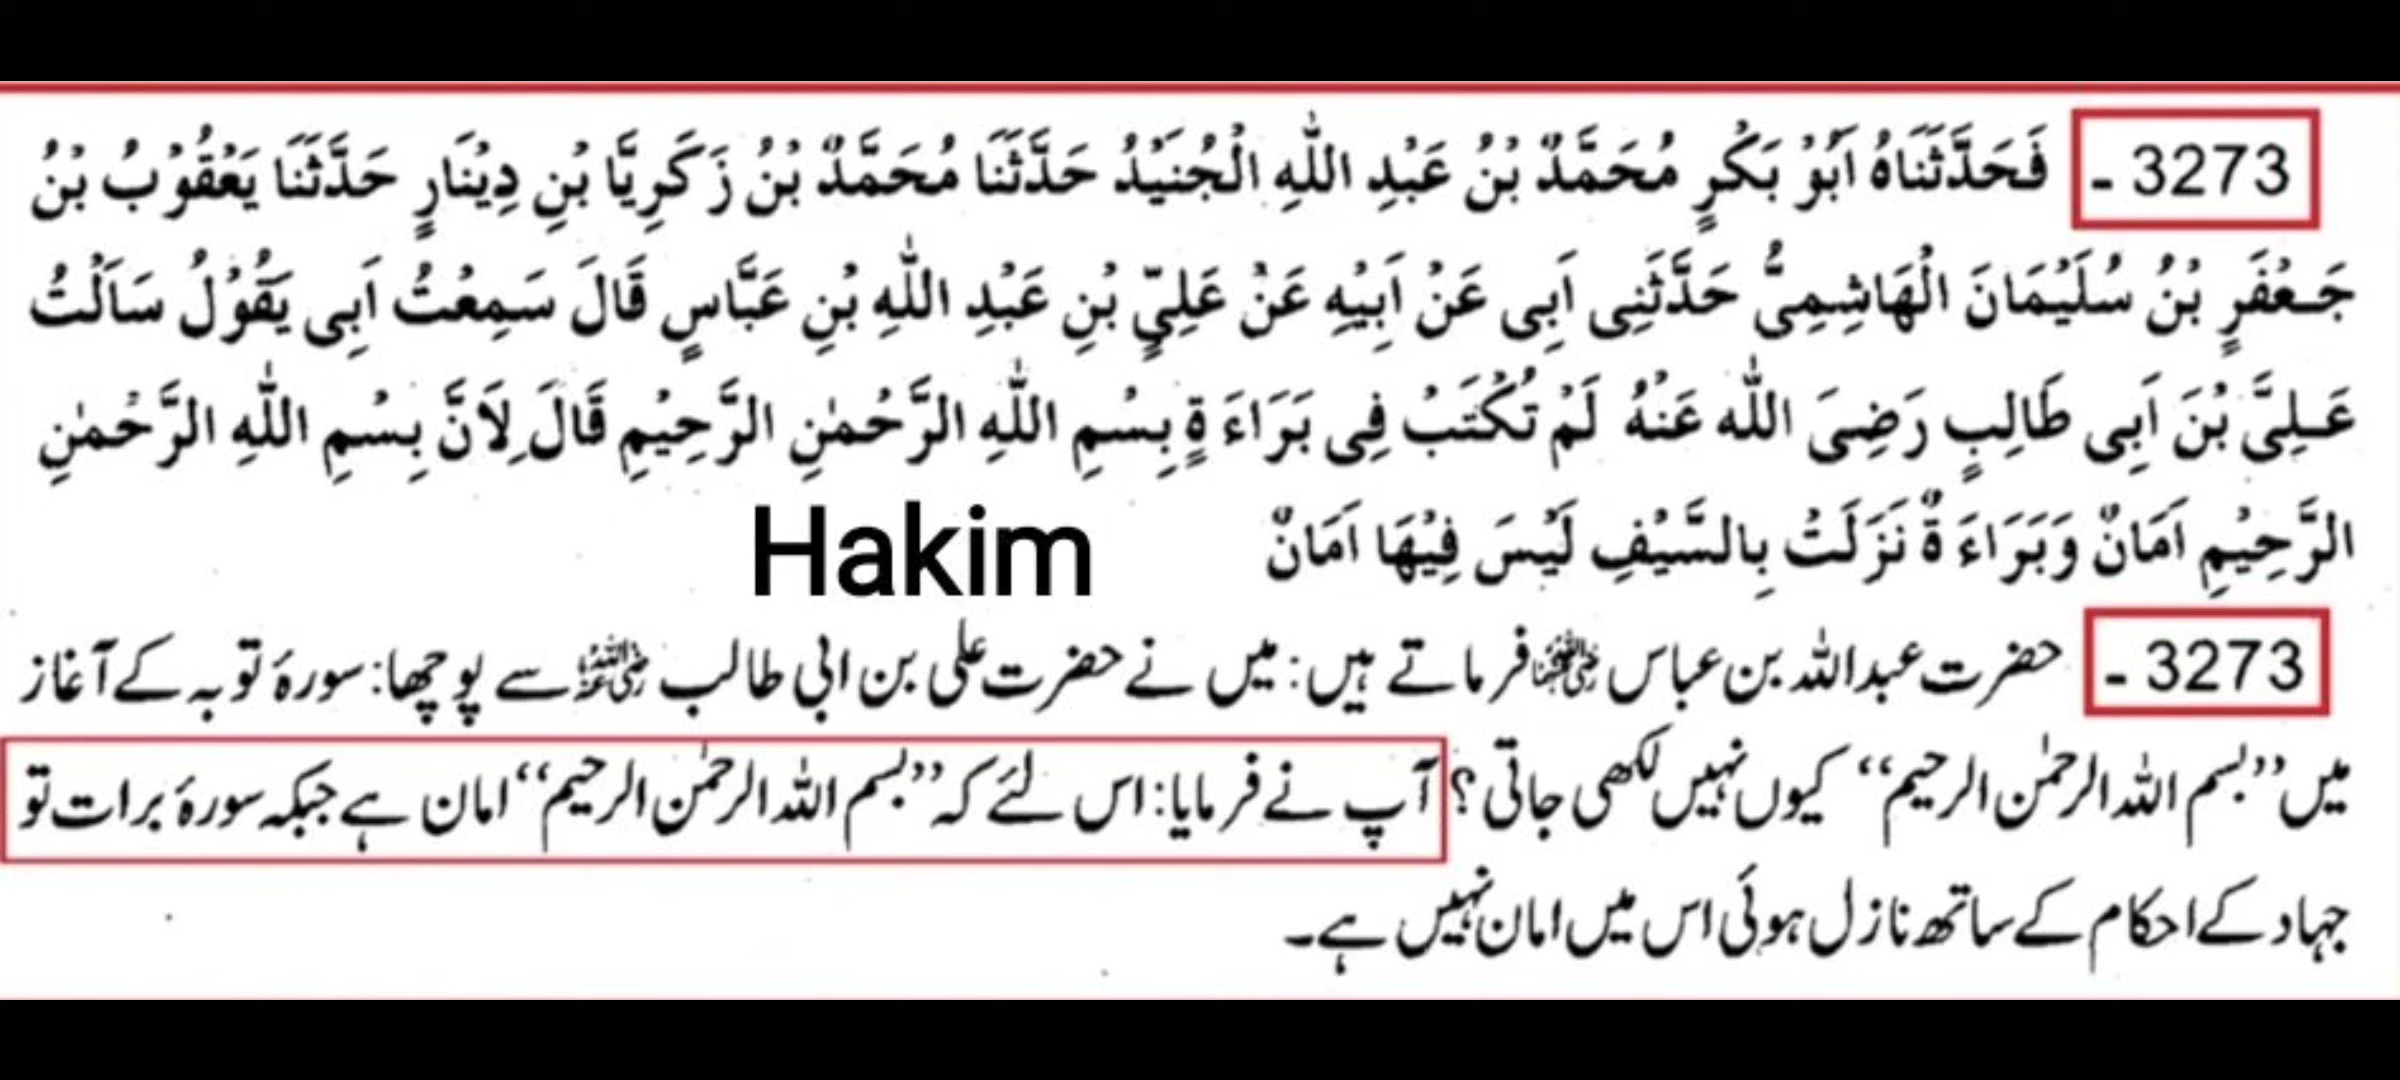 3273 ـ فَحَدَّثَنَاهُ اَبُوْ بَكْرٍ مُحَمَّدُ بْنُ عَبْدِ اللّٰهِ الْجُنَيْدُ حَدَّثَنَا مُحَمَّدُ بْنُ زَكَرِيَّا بْنِ دِيْنَارٍ حَدَّثَنَا يَعْقُوْبُ بْنُ
جَعْفَرِ بْنُ سُلَيْمَانَ الْهَاشِمِيُّ حَدَّثَنِى اَبِى عَنْ اَبِيْهِ عَنْ عَلِيِّ بْنِ عَبْدِ اللّٰهِ بْنِ عَبَّاسٍ قَالَ سَمِعْتُ اَبِى يَقُوْلُ سَاَلْتُ
عَلِىَّ بْنَ اَبِى طَالِبٍ رَضِىَ اللّٰه عَنْهُ لَمْ تُكْتَبُ فِى بَرَاءَ ةٍ بِسْمِ اللّٰهِ الرَّحْمٰنِ الرَّحِيْمِ قَالَ لِاَنَّ بِسْمِ اللّٰهِ الرَّحْمٰنِ
الرَّحِيْمِ اَمَانٌ وَبَرَاءَ ةٌ نَزَلَتْ بِالسَّيْفِ لَيْسَ فِيْهَا اَمَانٌ
Hakim
3273 ـ حضرت عبداللہ بن عباس رضی اللہ عنہما فرماتے ہیں: میں نے حضرت علی بن ابی طالب رضی اللہ عنہ سے پوچھا: سورۂ توبہ کے آغاز
میں ’’بسم اللہ الرحمٰن الرحیم‘‘ کیوں نہیں لکھی جاتی؟ آپ نے فرمایا: اس لئے کہ ’’بسم اللہ الرحمٰن الرحیم‘‘ امان ہے جبکہ سورۂ برات تو
جہاد کے احکام کے ساتھ نازل ہوئی اس میں امان نہیں ہے۔